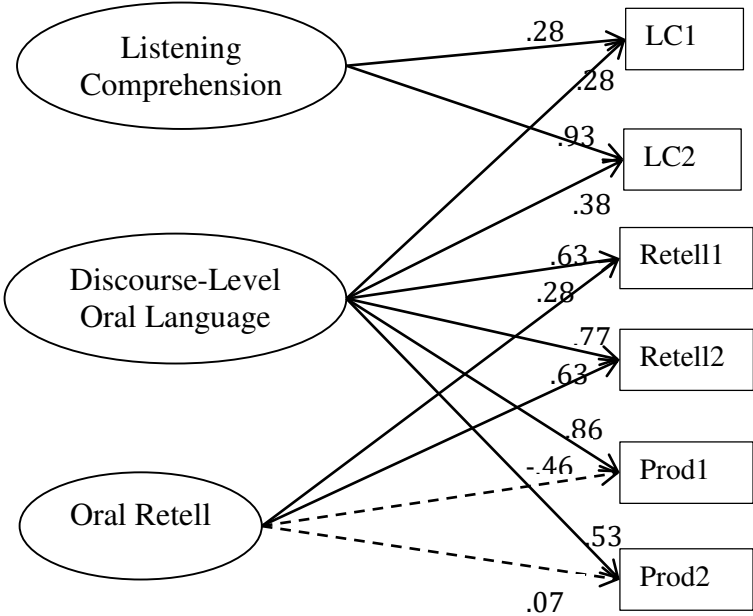 Listening
Comprehension
.28
LC1
.28
.93
LC2
.38
Discourse-Level
Oral Language
.63
Retell1
.28
.77
Retell2
.63
.86
Prod1
-.46
Oral Retell
.53
Prod2
.07